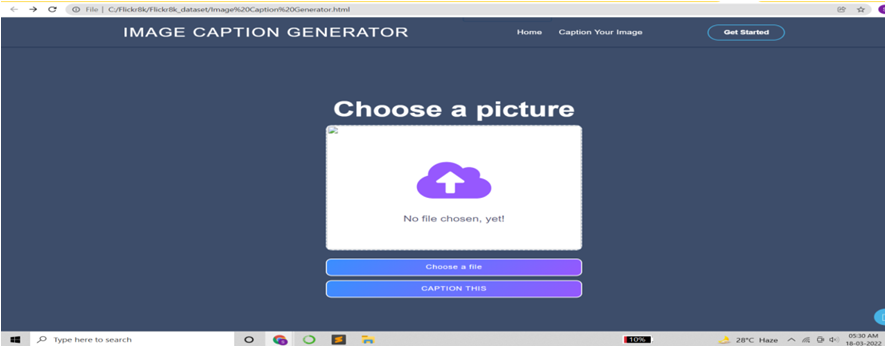 File | C:/Flickr8k/Flickr8k_dataset/Image%20Caption%20Generator.html
IMAGE CAPTION GENERATOR Home Caption Your Image Get Started
Choose a picture
No file chosen, yet!
Choose a file
CAPTION THIS
Type here to search 10% 28°C Haze 05:30 AM
18-03-2022